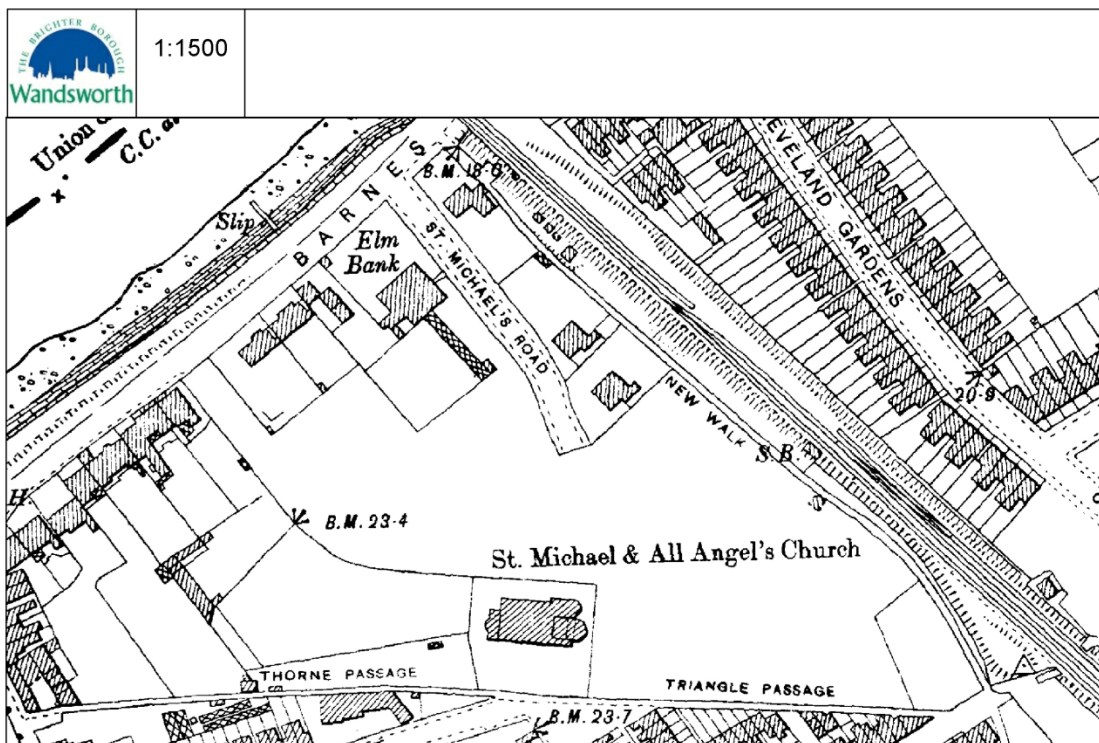 THE BRIGHTER BOROUGH
Wandsworth
1:1500
Union
C.C. a.
Slip
BARNES
B.M. 18·
Elm
Bank
ST. MICHAEL'S ROAD
EVELAND GARDENS
20·9
NEW WALK
S.B.
H.
B.M. 23·4
St. Michael & All Angel's Church
THORNE PASSAGE
TRIANGLE PASSAGE
B.M. 23·7